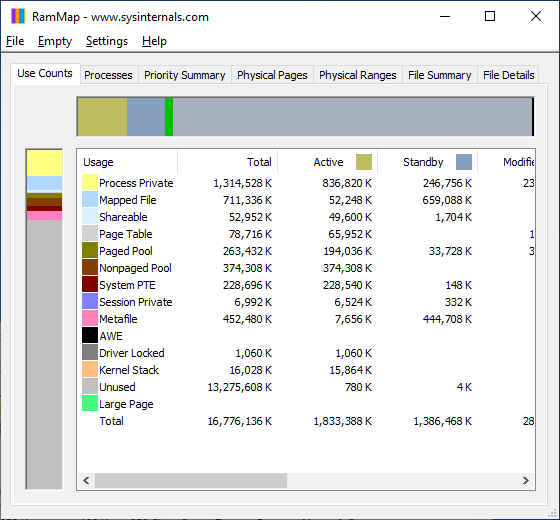 RamMap - www.sysinternals.com
File Empty Settings Help
Use Counts Processes Priority Summary Physical Pages Physical Ranges File Summary File Details
Usage Total Active Standby Modifie
Process Private 1,314,528 K 836,820 K 246,756 K 23
Mapped File 711,336 K 52,248 K 659,088 K
Shareable 52,952 K 49,600 K 1,704 K
Page Table 78,716 K 65,952 K 1
Paged Pool 263,432 K 194,036 K 33,728 K 3
Nonpaged Pool 374,308 K 374,308 K
System PTE 228,696 K 228,540 K 148 K
Session Private 6,992 K 6,524 K 332 K
Metafile 452,480 K 7,656 K 444,708 K
AWE
Driver Locked 1,060 K 1,060 K
Kernel Stack 16,028 K 15,864 K
Unused 13,275,608 K 780 K 4 K
Large Page
Total 16,776,136 K 1,833,388 K 1,386,468 K 28